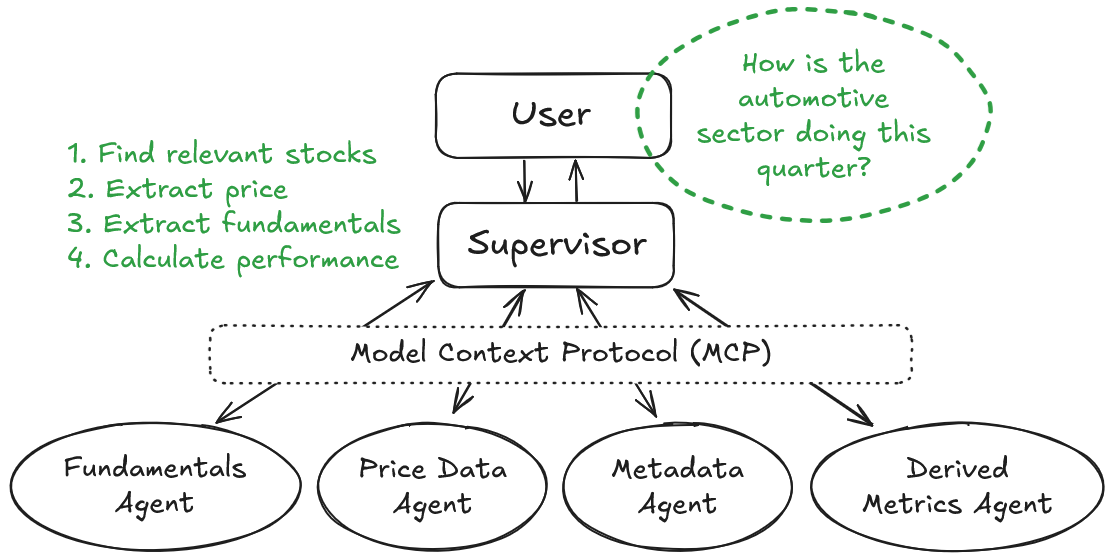 How is the
automotive
sector doing this
quarter?
User
1. Find relevant stocks
2. Extract price
3. Extract fundamentals
4. Calculate performance
Supervisor
Model Context Protocol (MCP)
Fundamentals
Agent
Price Data
Agent
Metadata
Agent
Derived
Metrics Agent